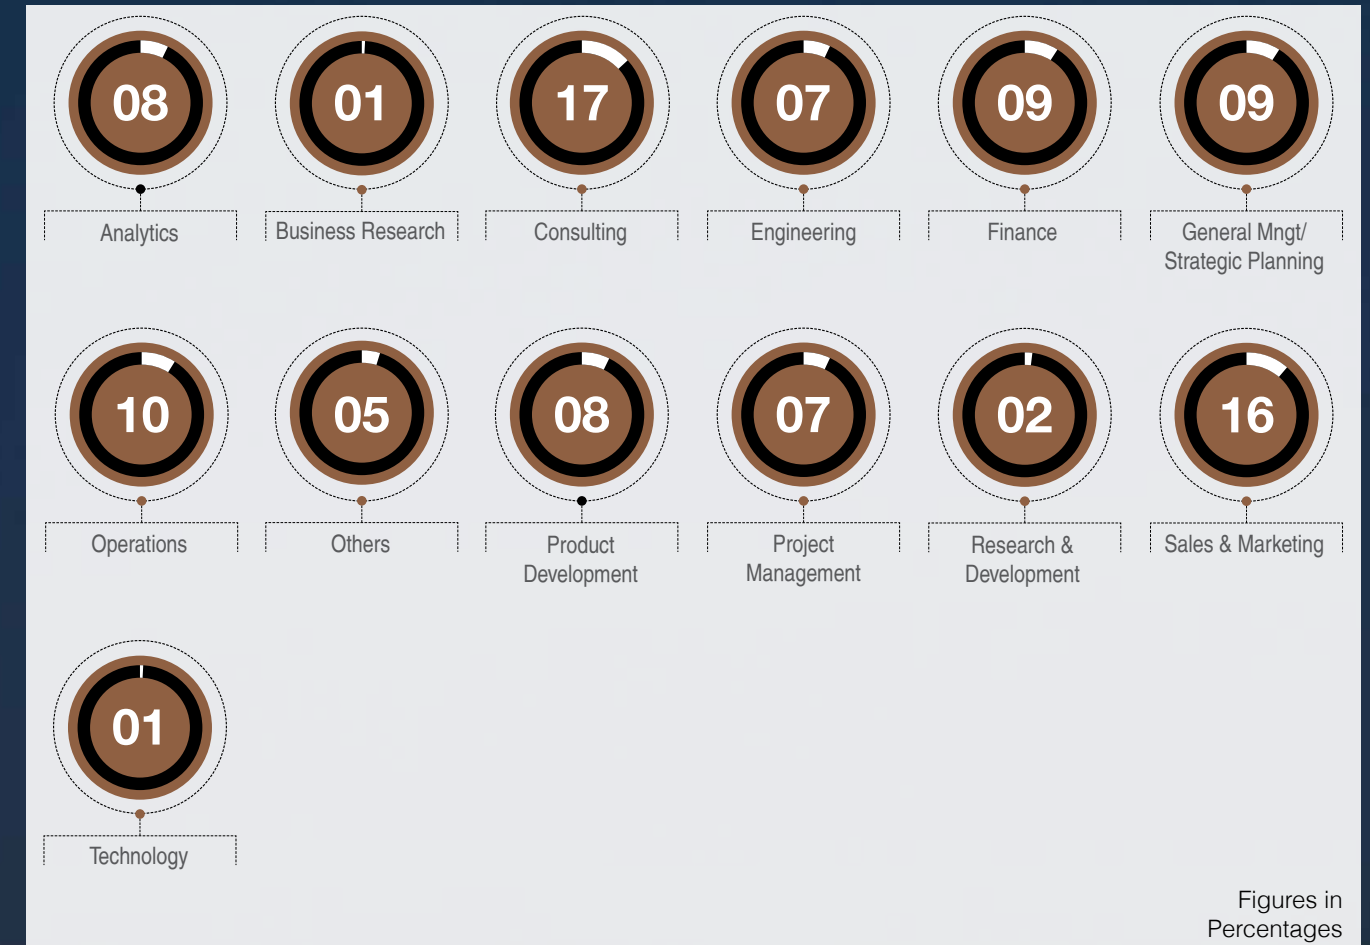 08
01
17
07
09
09
Analytics
Business Research
Consulting
Engineering
Finance
General Mngt/
Strategic Planning
10
05
08
07
02
16
Operations
Others
Product
Development
Project
Management
Research &
Development
Sales & Marketing
01
Technology
Figures in
Percentages